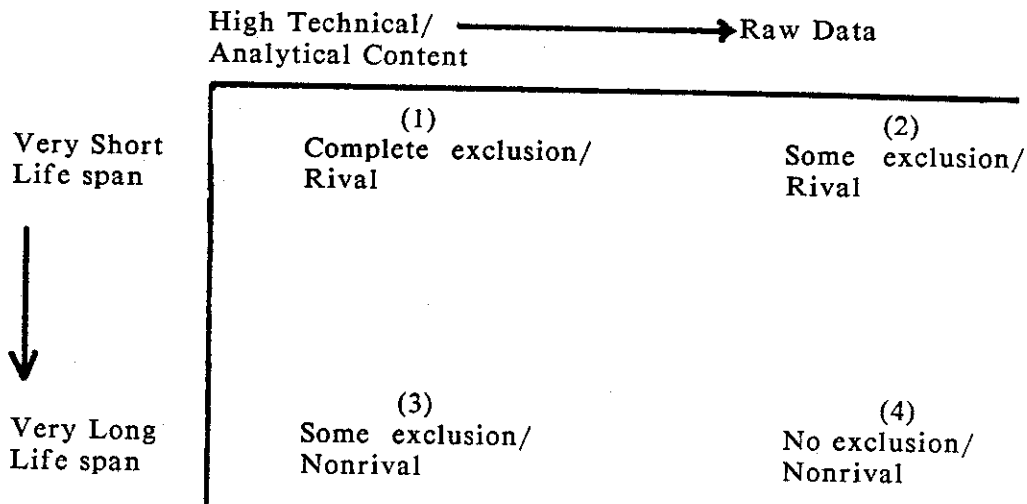 High Technical/
Analytical Content
Raw Data
Very Short
Life span
(1)
Complete exclusion/
Rival
(2)
Some exclusion/
Rival
Very Long
Life span
(3)
Some exclusion/
Nonrival
(4)
No exclusion/
Nonrival